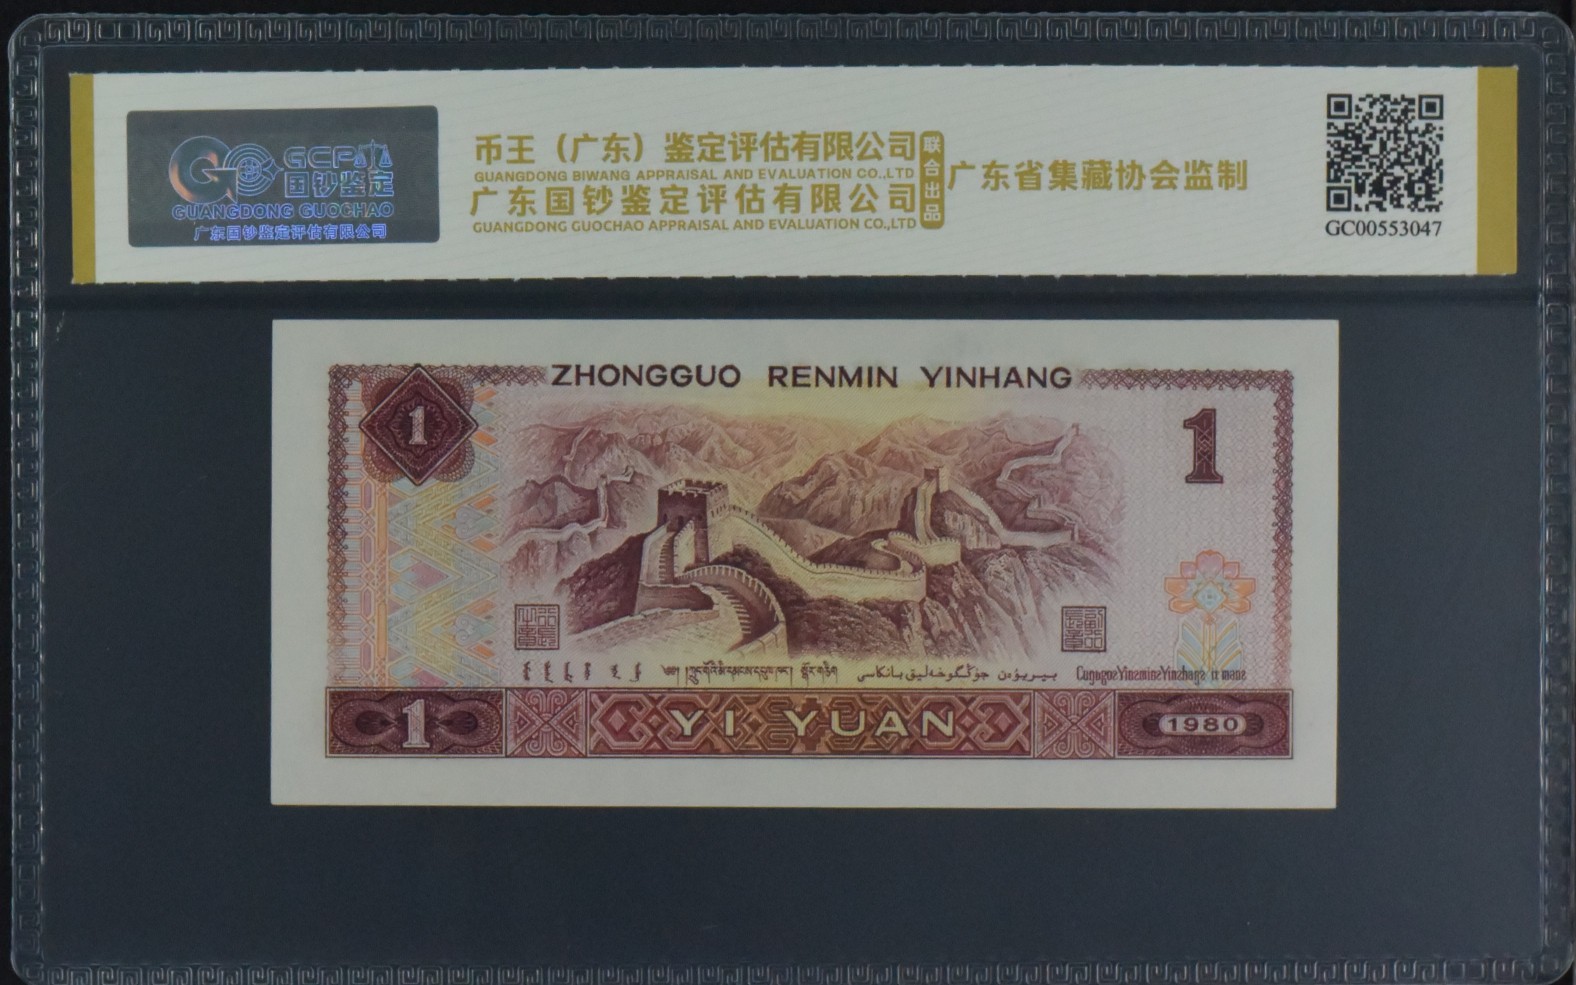 GCP
国钞鉴定
GUANGDONG GUOCHAO
广东国钞鉴定评估有限公司
币王（广东）鉴定评估有限公司
GUANGDONG BIWANG APPRAISAL AND EVALUATION CO.,LTD
广东国钞鉴定评估有限公司
GUANGDONG GUOCHAO APPRAISAL AND EVALUATION CO.,LTD
联合出品
广东省集藏协会监制
GC00553047
ZHONGGUO RENMIN YINHANG
1
1
1
YI YUAN
1980